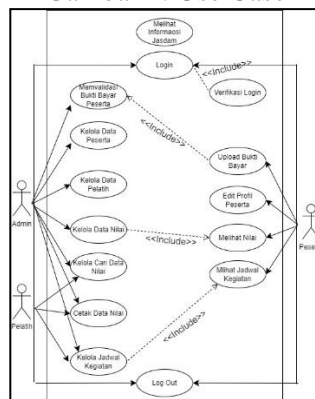 Melihat
Informaosi
Jasdam
Login
<<Include>>
Memvalidasi
Bukti Bayar
Peserta
Verifikasi Login
Kelola Data
Peserta
<<Include>>
Upload Bukti
Bayar
Kelola Data
Pelatih
Edit Profil
Peserta
Admin
Kelola Data Nilai
<<Include>>
Melihat Nilai
Kelola Cari Data
Nilai
Mlihat Jadwal
Kegiatan
Pelatih
Cetak Data Nilai
<<Include>>
Kelola Jadwal
Kegiatan
Log Out